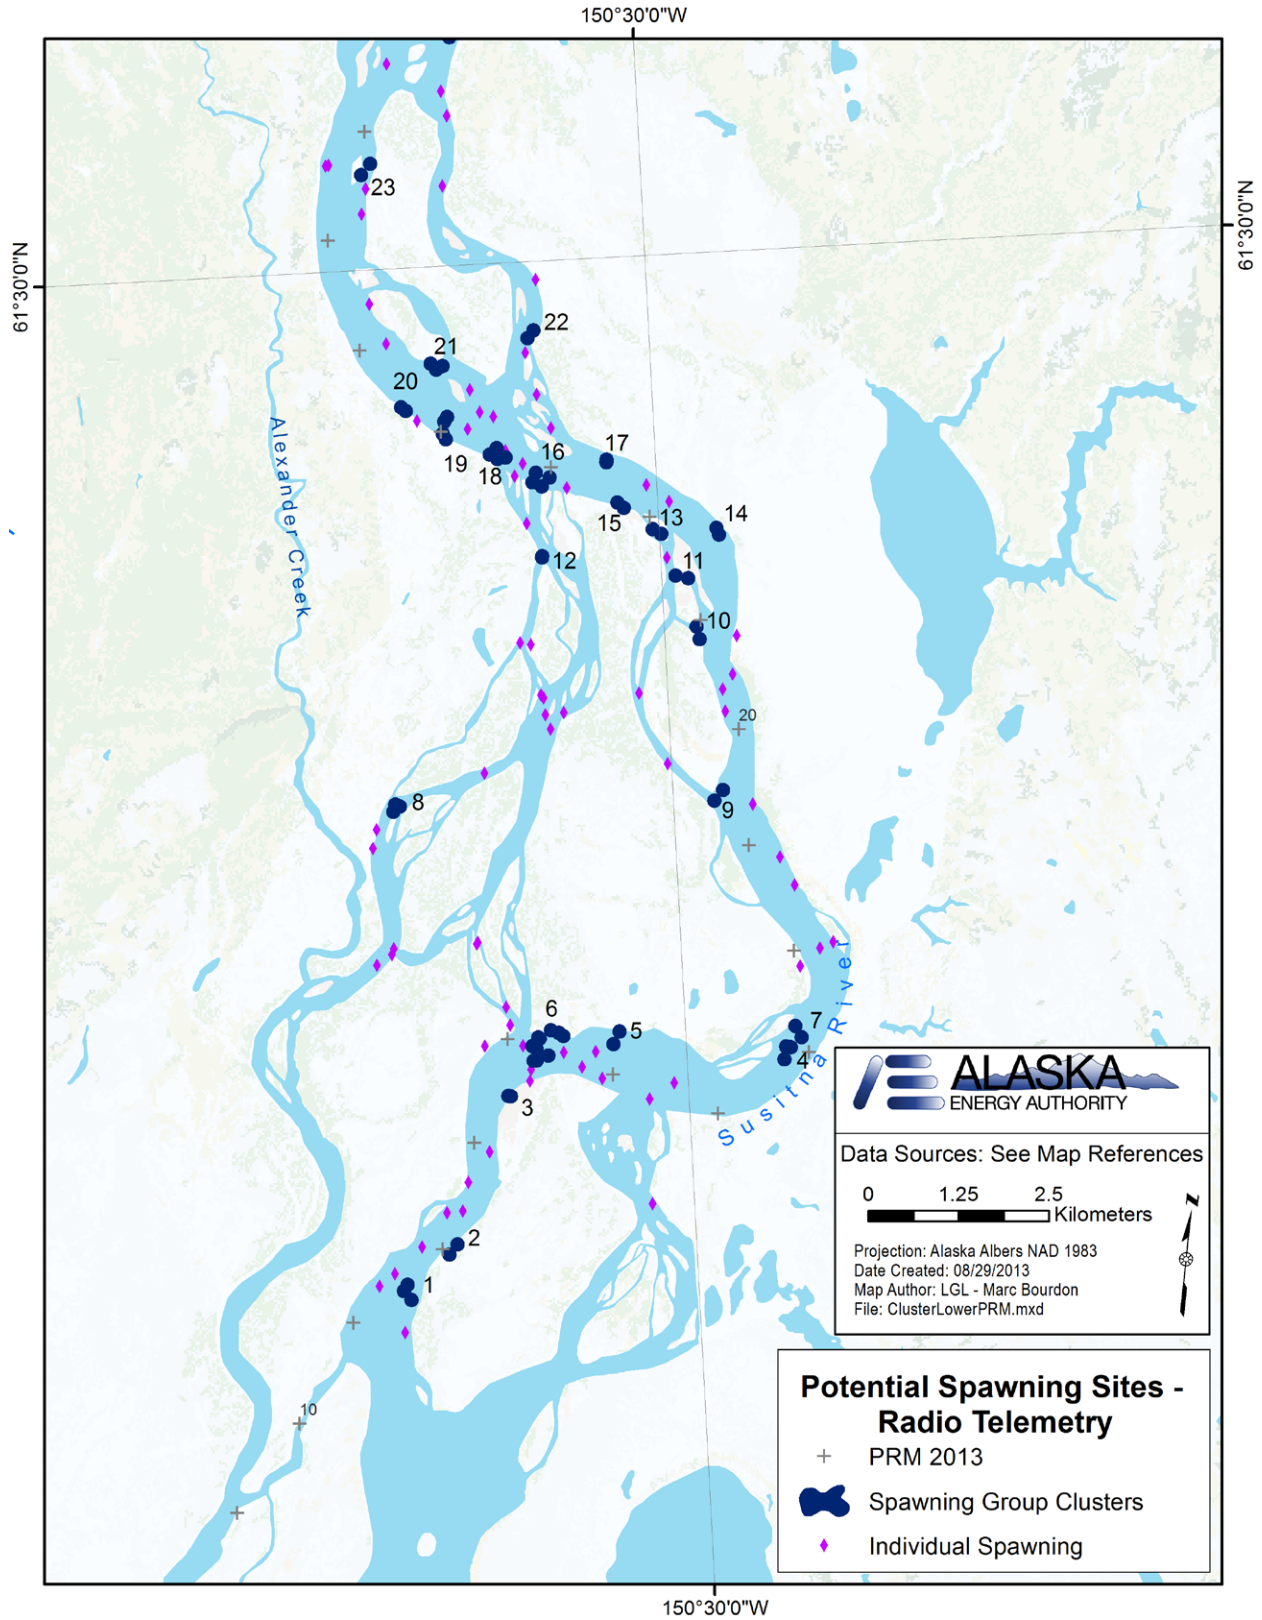 150°30'0"W
61°30'0"N
61°30'0"N
23
22
21
20
17
16
19
18
14
13
15
12
11
10
Alexander Creek
20
8
9
6
5
7
4
3
Susitna River
2
1
10
ALASKA
ENERGY AUTHORITY
Data Sources: See Map References
0 1.25 2.5
Kilometers
N
Projection: Alaska Albers NAD 1983
Date Created: 08/29/2013
Map Author: LGL - Marc Bourdon
File: ClusterLowerPRM.mxd
Potential Spawning Sites -
Radio Telemetry
PRM 2013
Spawning Group Clusters
Individual Spawning
150°30'0"W